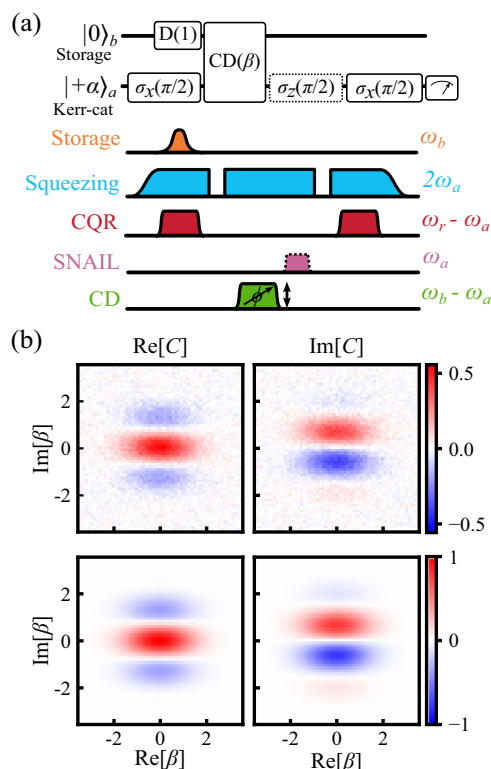 (a)
|0⟩b D(1)
Storage
CD(β)
|+α⟩a σx(π/2) σz(π/2) σx(π/2)
Kerr-cat
Storage ωb
Squeezing 2ωa
CQR ωr - ωa
SNAIL ωa
CD ϕ ωb - ωa
(b)
Re[C] Im[C]
Im[β] 2 0 -2
0.5 0.0 −0.5
Im[β] 2 0 -2
1 0 −1
-2 0 2 -2 0 2
Re[β] Re[β]